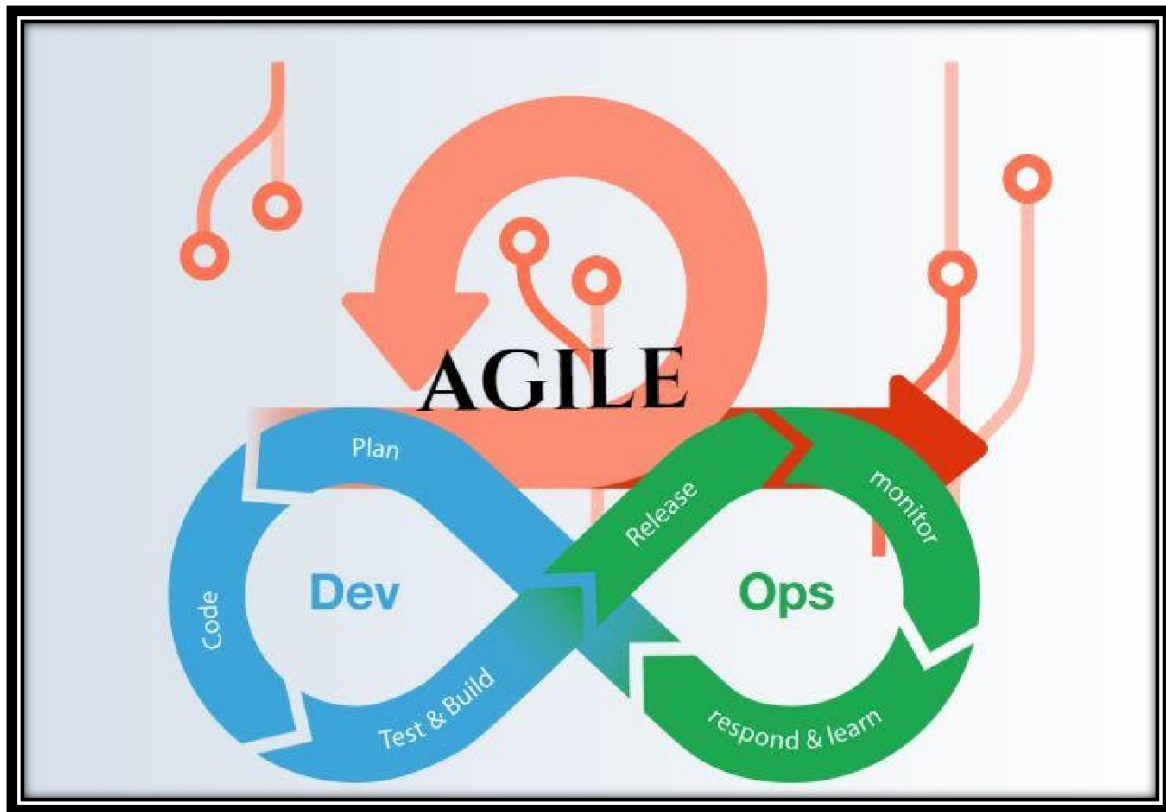 AGILE
Plan
Release
monitor
Code
Dev
Ops
Test & Build
respond & learn